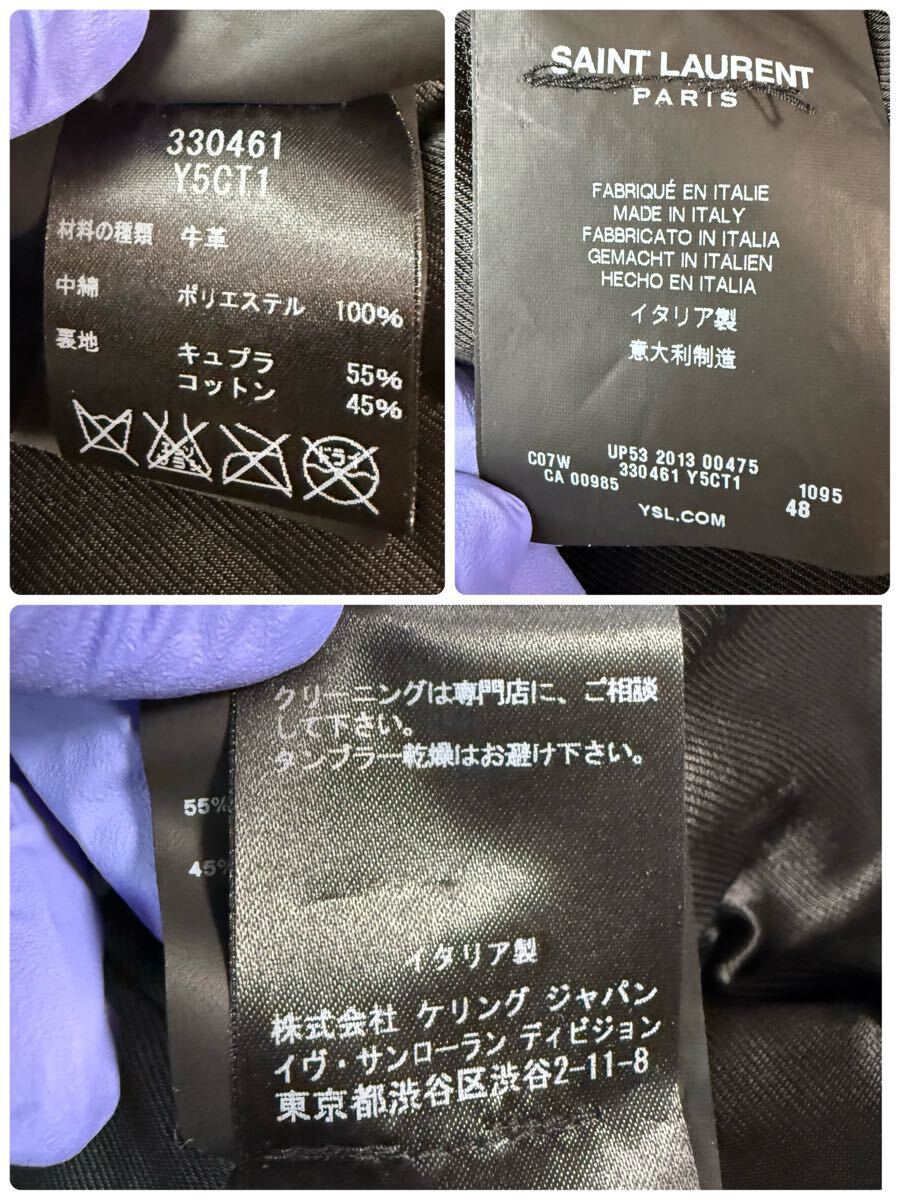 330461
Y5CT1
材料の種類 牛革
中綿 ポリエステル 100%
裏地 キュプラ 55%
コットン 45%
エンソサラシ
ドライ
SAINT LAURENT
PARIS
FABRIQUÉ EN ITALIE
MADE IN ITALY
FABBRICATO IN ITALIA
GEMACHT IN ITALIEN
HECHO EN ITALIA
イタリア製
意大利制造
UP53 2013 00475
C07W 330461 Y5CT1 1095
CA 00985 48
YSL.COM
クリーニングは専門店に、ご相談
して下さい。
タンブラー乾燥はお避け下さい。
55%
45%
イタリア製
株式会社 ケリング ジャパン
イヴ・サンローラン ディビジョン
東京都渋谷区渋谷2-11-8